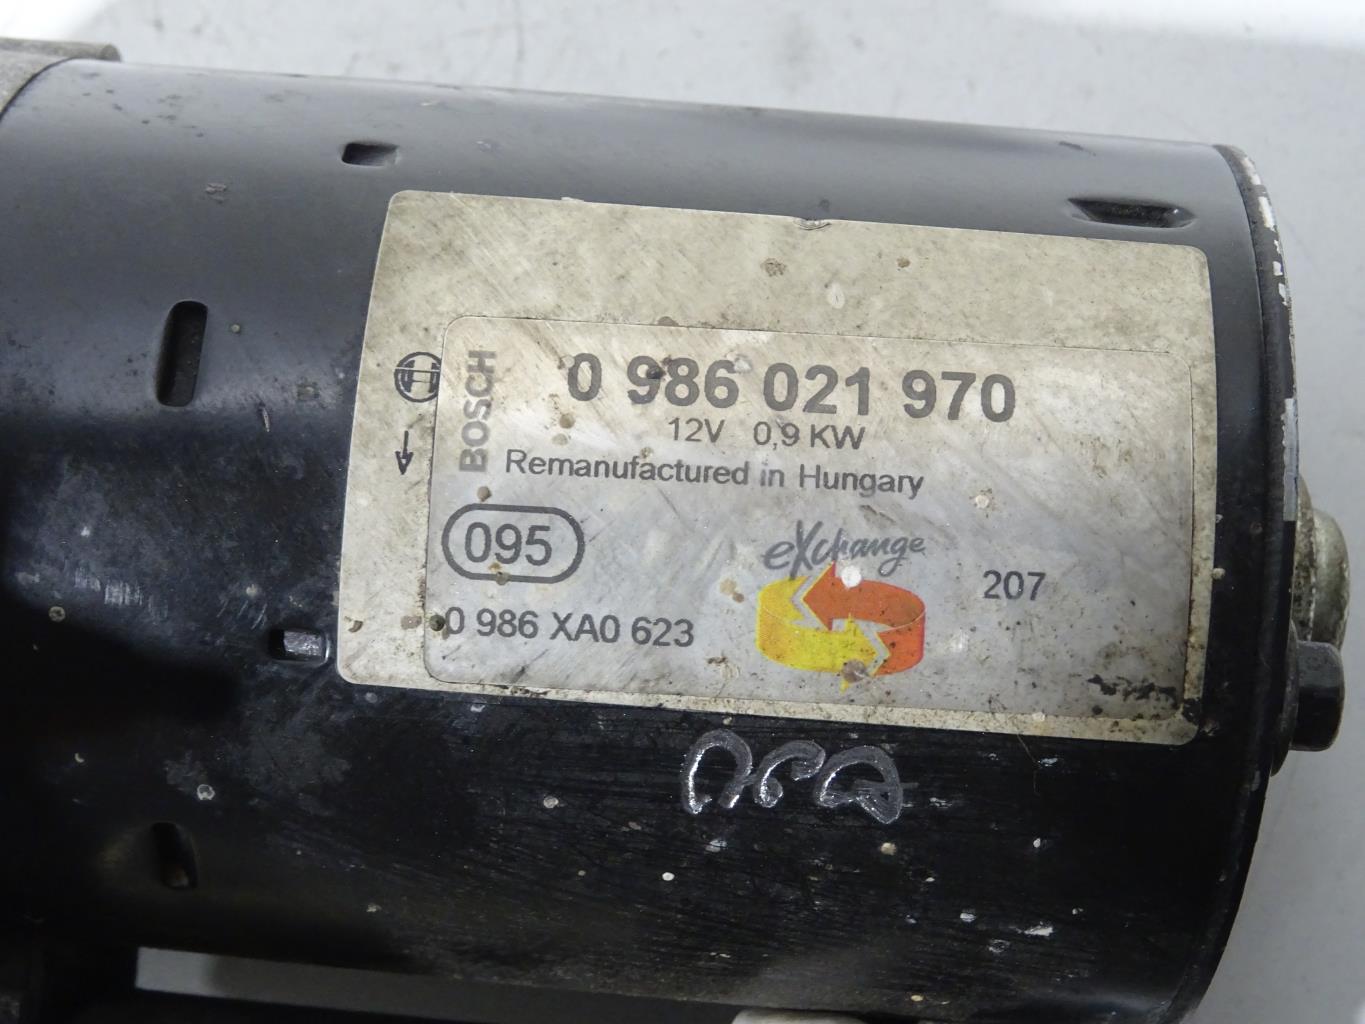 BOSCH
0 986 021 970
12V 0,9 KW
Remanufactured in Hungary
095
eXchange
207
0 986 XA0 623